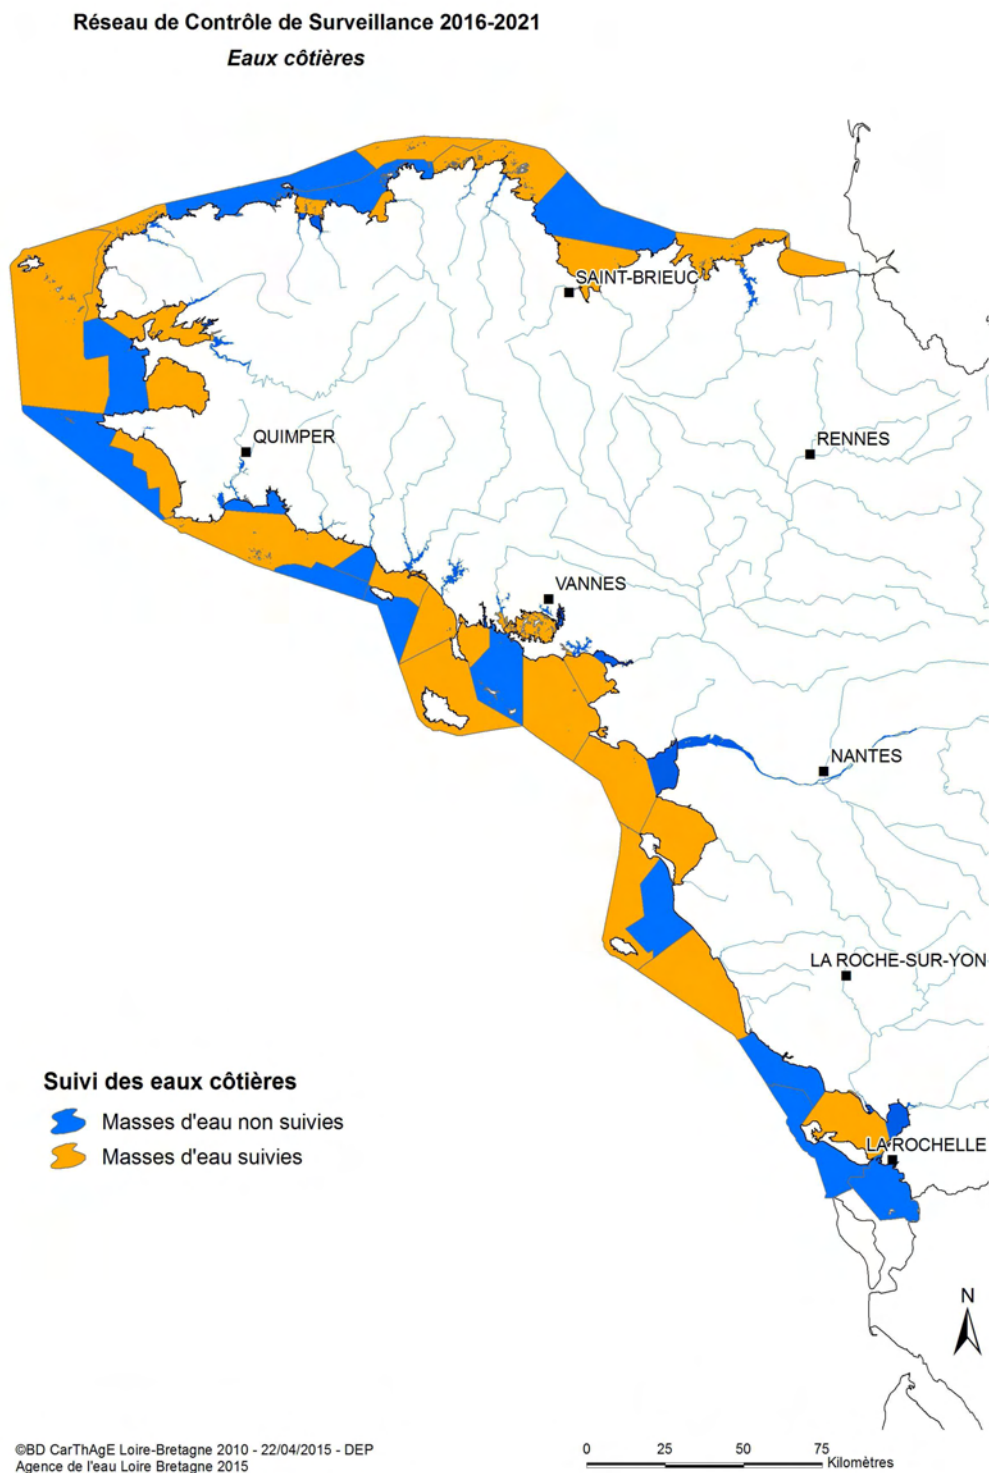 Réseau de Contrôle de Surveillance 2016-2021
Eaux côtières
SAINT-BRIEUC
QUIMPER
RENNES
VANNES
NANTES
LA ROCHE-SUR-YON
Suivi des eaux côtières
Masses d'eau non suivies
Masses d'eau suivies
LA ROCHELLE
N
©BD CarThAgE Loire-Bretagne 2010 - 22/04/2015 - DEP
Agence de l'eau Loire Bretagne 2015
0 25 50 75
Kilomètres